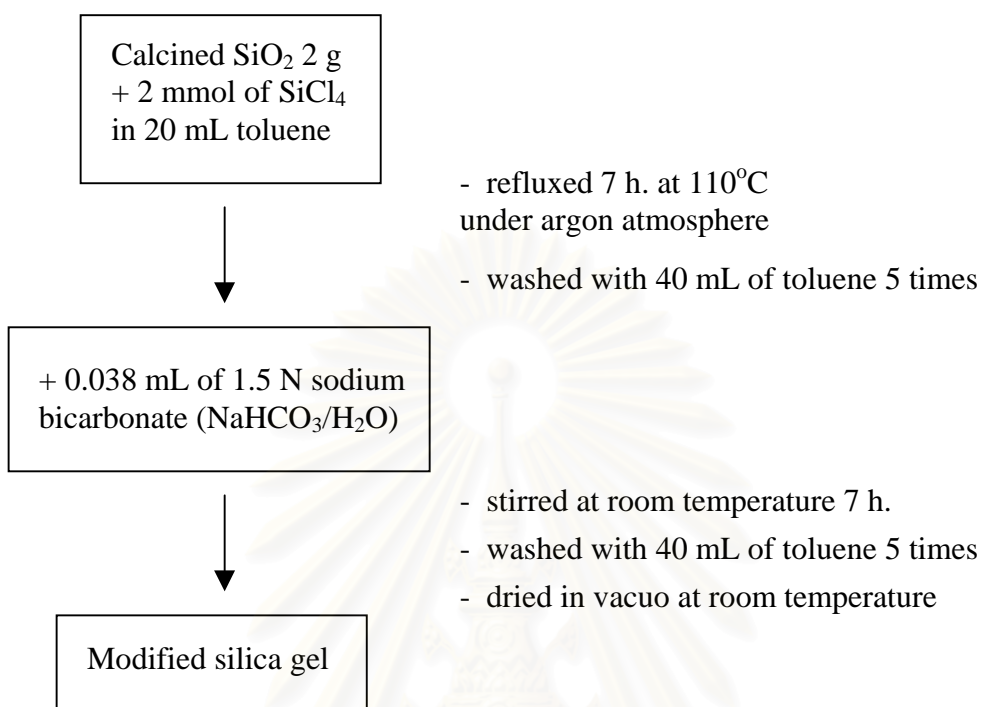 Calcined SiO₂ 2 g
+ 2 mmol of SiCl₄
in 20 mL toluene
- refluxed 7 h. at 110°C
under argon atmosphere
- washed with 40 mL of toluene 5 times
+ 0.038 mL of 1.5 N sodium
bicarbonate (NaHCO₃/H₂O)
- stirred at room temperature 7 h.
- washed with 40 mL of toluene 5 times
- dried in vacuo at room temperature
Modified silica gel